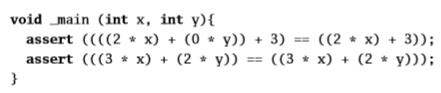 void _main (int x, int y){
assert ((((2 * x) + (0 * y)) + 3) == ((2 * x) + 3));
assert (((3 * x) + (2 * y)) == ((3 * x) + (2 * y)));
}